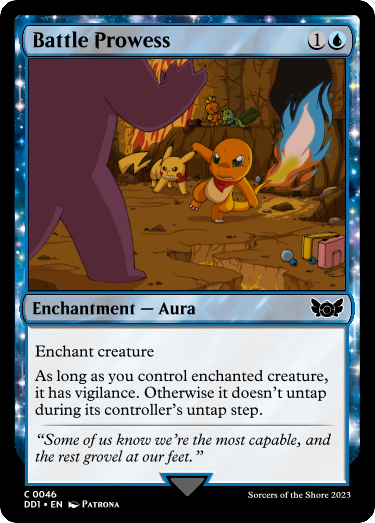 Battle Prowess 1
Enchantment — Aura
Enchant creature
As long as you control enchanted creature,
it has vigilance. Otherwise it doesn't untap
during its controller's untap step.
“Some of us know we're the most capable, and
the rest grovel at our feet.”
C 0046
DD1 • EN Patrona
Sorcers of the Shore 2023